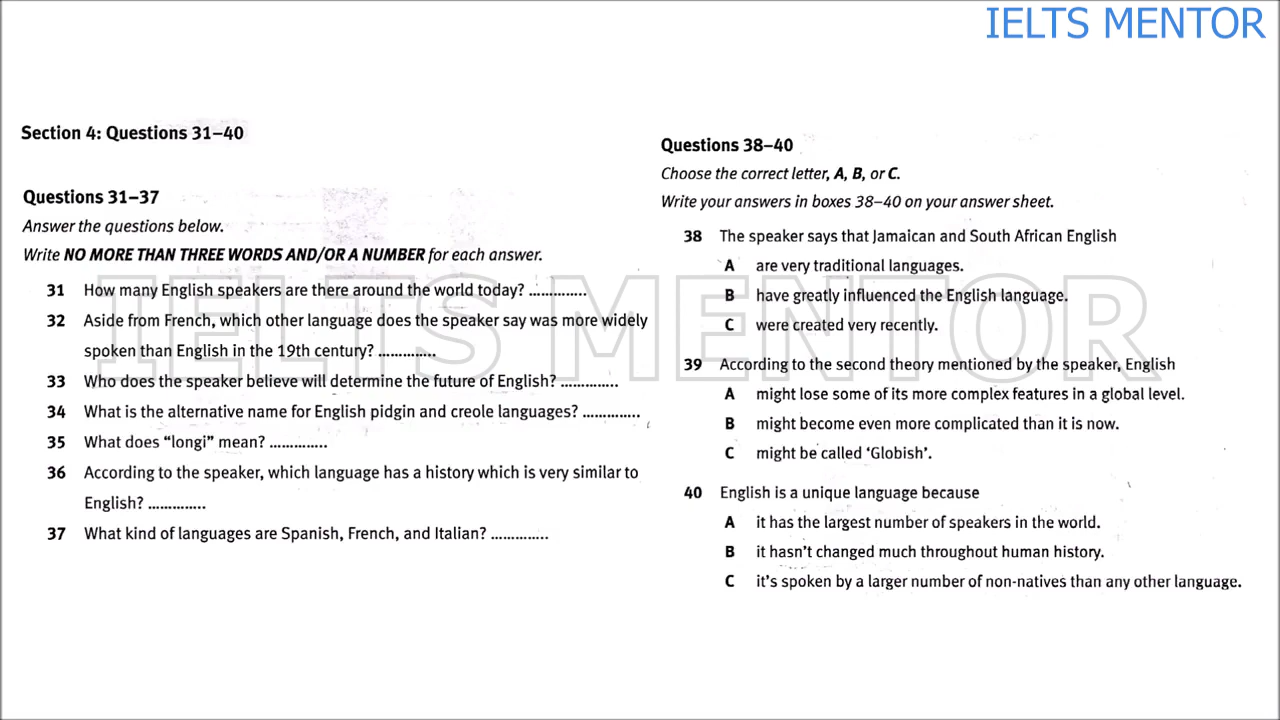 IELTS MENTOR
Section 4: Questions 31–40
Questions 31–37
Answer the questions below.
Write NO MORE THAN THREE WORDS AND/OR A NUMBER for each answer.
31 How many English speakers are there around the world today? ..............
32 Aside from French, which other language does the speaker say was more widely
spoken than English in the 19th century? ..............
33 Who does the speaker believe will determine the future of English? ..............
34 What is the alternative name for English pidgin and creole languages? ..............
35 What does “longi” mean? ..............
36 According to the speaker, which language has a history which is very similar to
English? ..............
37 What kind of languages are Spanish, French, and Italian? ..............
Questions 38–40
Choose the correct letter, A, B, or C.
Write your answers in boxes 38–40 on your answer sheet.
38 The speaker says that Jamaican and South African English
A are very traditional languages.
B have greatly influenced the English language.
C were created very recently.
39 According to the second theory mentioned by the speaker, English
A might lose some of its more complex features in a global level.
B might become even more complicated than it is now.
C might be called ‘Globish’.
40 English is a unique language because
A it has the largest number of speakers in the world.
B it hasn’t changed much throughout human history.
C it’s spoken by a larger number of non-natives than any other language.
IELTS MENTOR